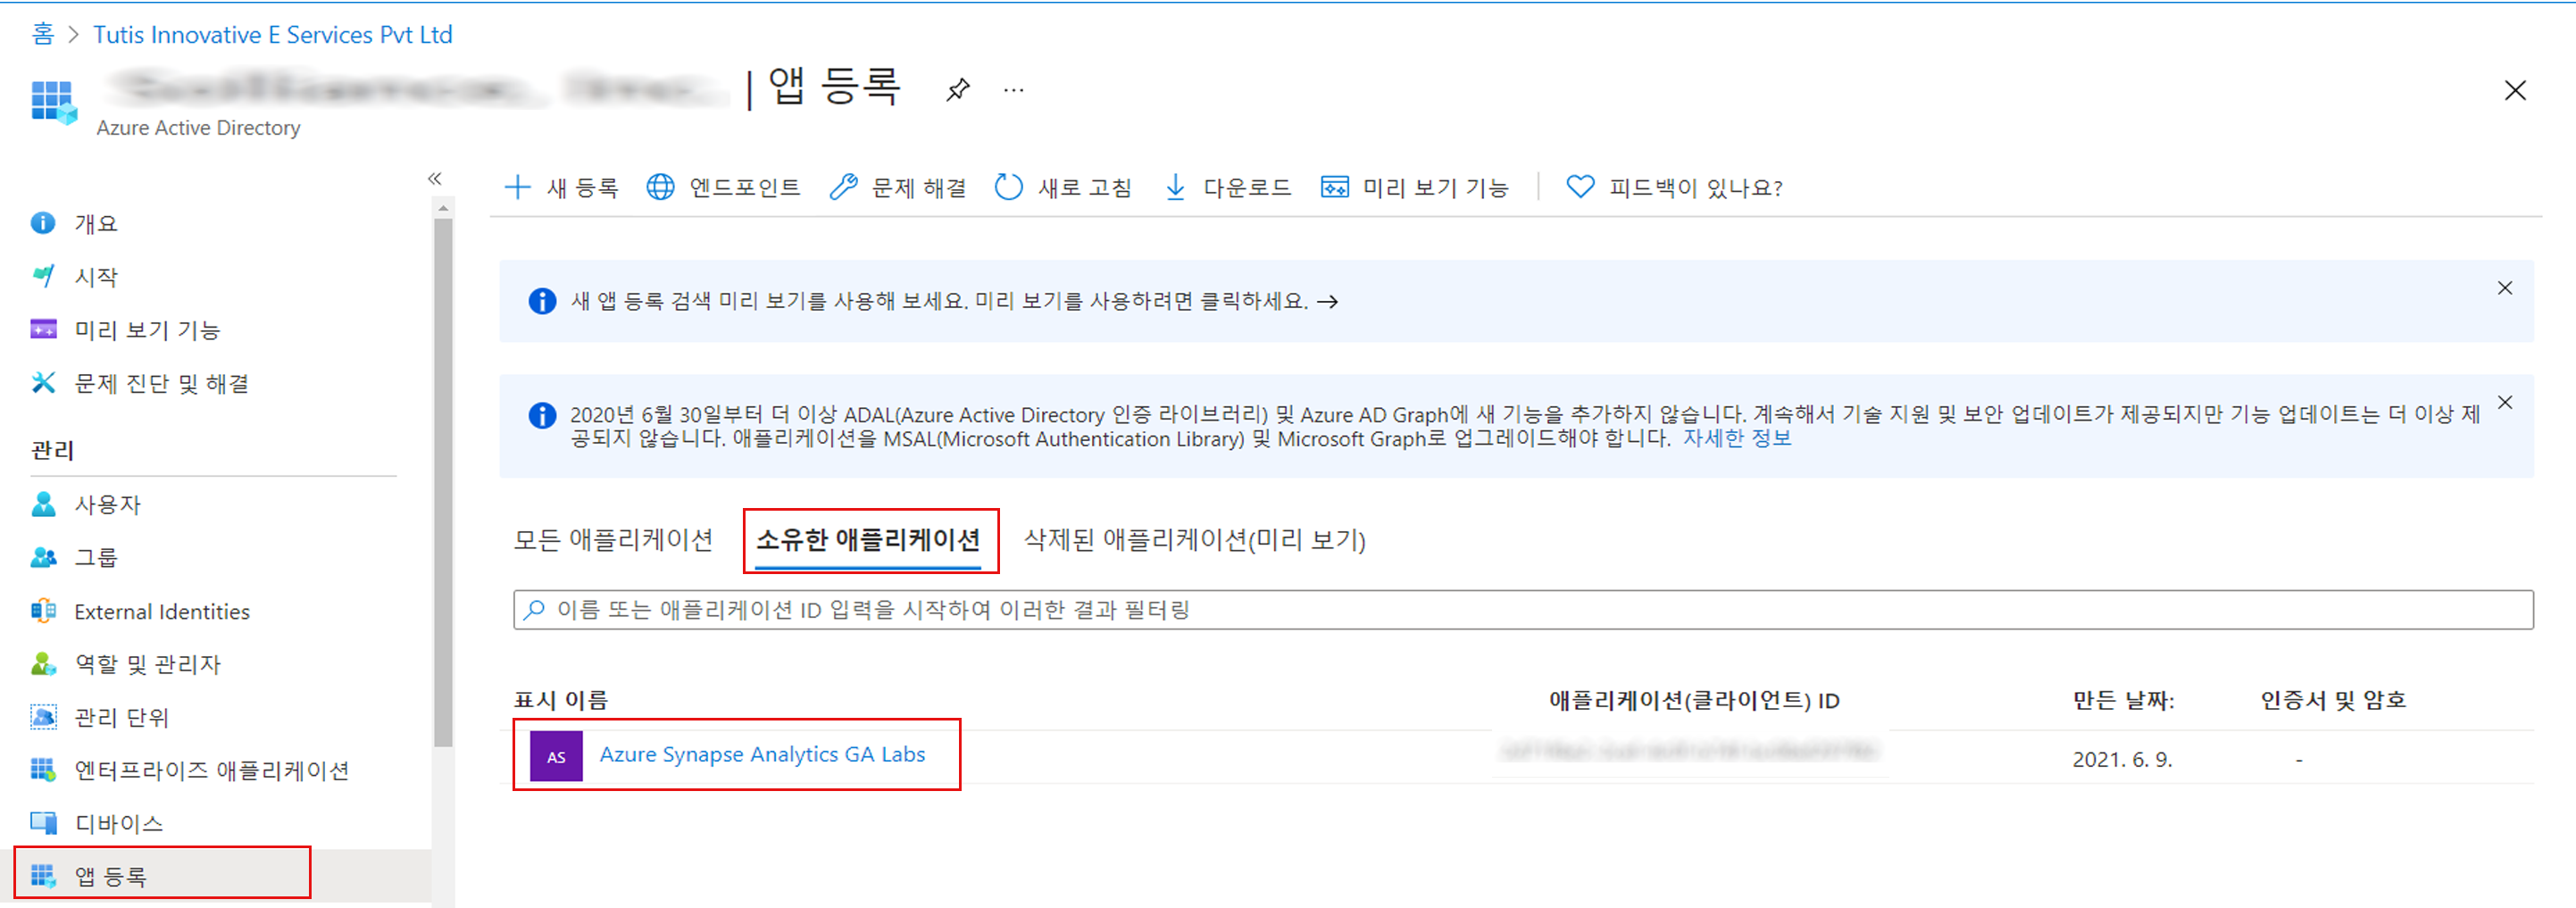 홈 > Tutis Innovative E Services Pvt Ltd
| 앱 등록
Azure Active Directory
새 등록 엔드포인트 문제 해결 새로 고침 다운로드 미리 보기 기능 피드백이 있나요?
개요
시작
미리 보기 기능
문제 진단 및 해결
관리
사용자
그룹
External Identities
역할 및 관리자
관리 단위
엔터프라이즈 애플리케이션
디바이스
앱 등록
새 앱 등록 검색 미리 보기를 사용해 보세요. 미리 보기를 사용하려면 클릭하세요. →
2020년 6월 30일부터 더 이상 ADAL(Azure Active Directory 인증 라이브러리) 및 Azure AD Graph에 새 기능을 추가하지 않습니다. 계속해서 기술 지원 및 보안 업데이트가 제공되지만 기능 업데이트는 더 이상 제
공되지 않습니다. 애플리케이션을 MSAL(Microsoft Authentication Library) 및 Microsoft Graph로 업그레이드해야 합니다. 자세한 정보
모든 애플리케이션 소유한 애플리케이션 삭제된 애플리케이션(미리 보기)
이름 또는 애플리케이션 ID 입력을 시작하여 이러한 결과 필터링
표시 이름 애플리케이션(클라이언트) ID 만든 날짜: 인증서 및 암호
AS Azure Synapse Analytics GA Labs 2021. 6. 9. -